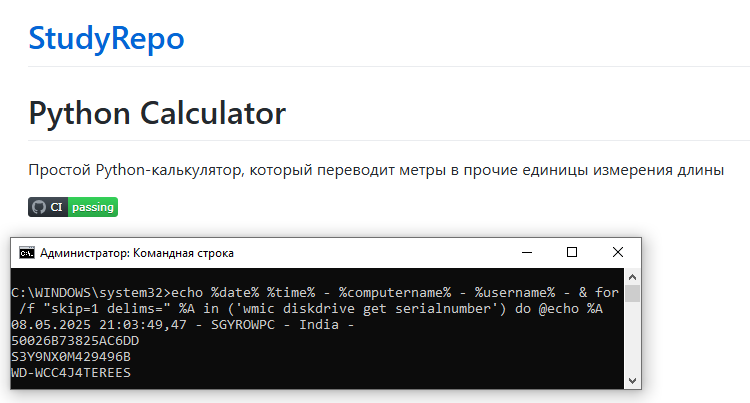 StudyRepo
Python Calculator
Простой Python-калькулятор, который переводит метры в прочие единицы измерения длины
CI passing
Администратор: Командная строка
C:\WINDOWS\system32>echo %date% %time% - %computername% - %username% - & for
/f "skip=1 delims=" %A in ('wmic diskdrive get serialnumber') do @echo %A
08.05.2025 21:03:49,47 - SGYROWPC - India -
50026B73825AC6DD
S3Y9NX0M429496B
WD-WCC4J4TEREES